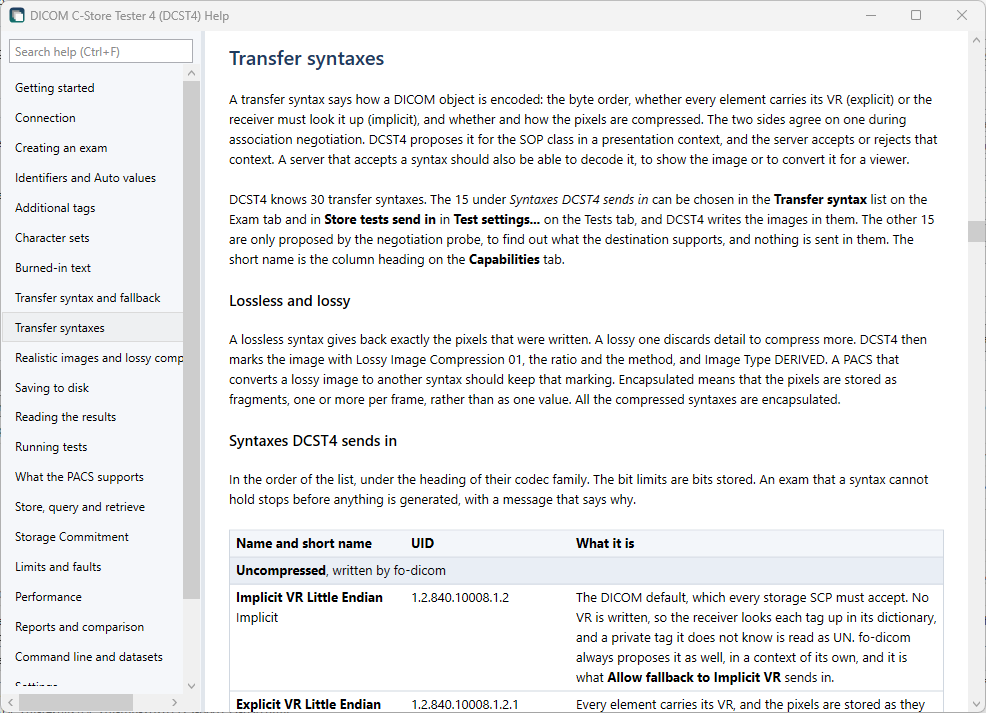 DICOM C-Store Tester 4 (DCST4) Help
Search help (Ctrl+F)
Getting started
Connection
Creating an exam
Identifiers and Auto values
Additional tags
Character sets
Burned-in text
Transfer syntax and fallback
Transfer syntaxes
Realistic images and lossy comp
Saving to disk
Reading the results
Running tests
What the PACS supports
Store, query and retrieve
Storage Commitment
Limits and faults
Performance
Reports and comparison
Command line and datasets
Settings
Transfer syntaxes
A transfer syntax says how a DICOM object is encoded: the byte order, whether every element carries its VR (explicit) or the
receiver must look it up (implicit), and whether and how the pixels are compressed. The two sides agree on one during
association negotiation. DCST4 proposes it for the SOP class in a presentation context, and the server accepts or rejects that
context. A server that accepts a syntax should also be able to decode it, to show the image or to convert it for a viewer.
DCST4 knows 30 transfer syntaxes. The 15 under Syntaxes DCST4 sends in can be chosen in the Transfer syntax list on the
Exam tab and in Store tests send in in Test settings... on the Tests tab, and DCST4 writes the images in them. The other 15
are only proposed by the negotiation probe, to find out what the destination supports, and nothing is sent in them. The
short name is the column heading on the Capabilities tab.
Lossless and lossy
A lossless syntax gives back exactly the pixels that were written. A lossy one discards detail to compress more. DCST4 then
marks the image with Lossy Image Compression 01, the ratio and the method, and Image Type DERIVED. A PACS that
converts a lossy image to another syntax should keep that marking. Encapsulated means that the pixels are stored as
fragments, one or more per frame, rather than as one value. All the compressed syntaxes are encapsulated.
Syntaxes DCST4 sends in
In the order of the list, under the heading of their codec family. The bit limits are bits stored. An exam that a syntax cannot
hold stops before anything is generated, with a message that says why.
Name and short name UID What it is
Uncompressed, written by fo-dicom
Implicit VR Little Endian 1.2.840.10008.1.2 The DICOM default, which every storage SCP must accept. No
Implicit VR is written, so the receiver looks each tag up in its dictionary,
and a private tag it does not know is read as UN. fo-dicom
always proposes it as well, in a context of its own, and it is
what Allow fallback to Implicit VR sends in.
Explicit VR Little Endian 1.2.840.10008.1.2.1 Every element carries its VR, and the pixels are stored as they